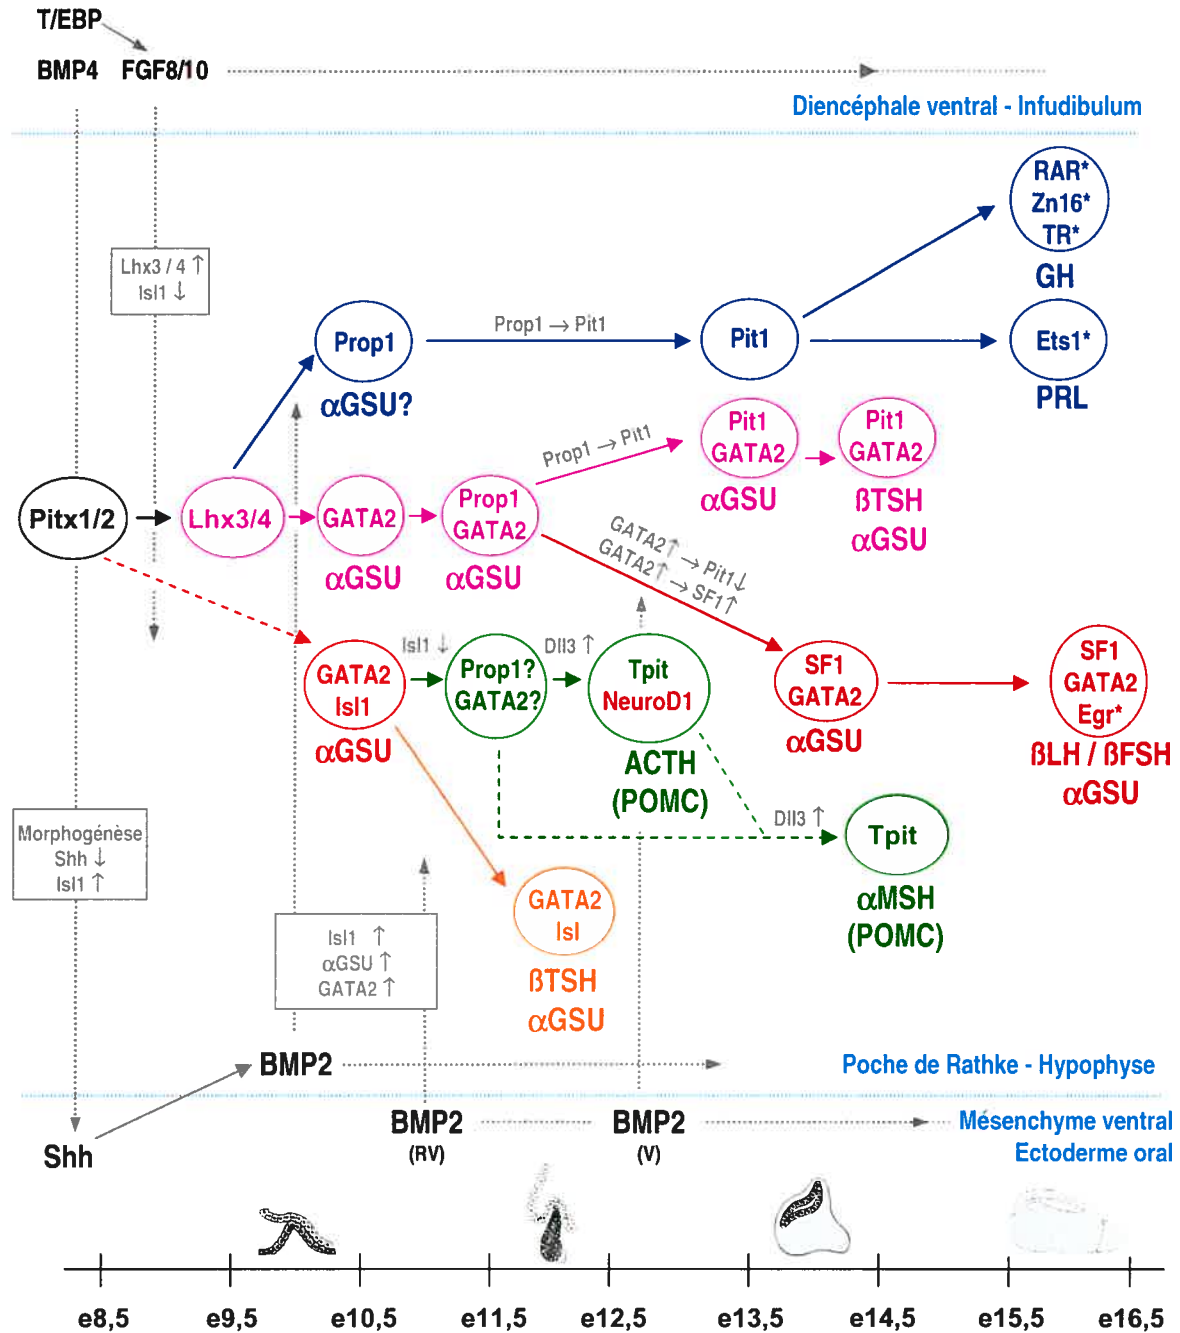 T/EBP
BMP4 FGF8/10
Diencéphale ventral - Infudibulum
RAR*
Zn16*
TR*
GH
Lhx3 / 4 ↑
Isl1 ↓
Prop1
αGSU?
Prop1 → Pit1
Pit1
Ets1*
PRL
Pitx1/2
Lhx3/4
GATA2
αGSU
Prop1
GATA2
αGSU
Prop1 → Pit1
Pit1
GATA2
αGSU
Pit1
GATA2
ßTSH
αGSU
GATA2↑ → Pit1↓
GATA2↑ → SF1↑
GATA2
Isl1
αGSU
Isl1 ↓
Prop1?
GATA2?
Dll3 ↑
Tpit
NeuroD1
ACTH
(POMC)
SF1
GATA2
αGSU
SF1
GATA2
Egr*
ßLH / ßFSH
αGSU
Dll3 ↑
Tpit
αMSH
(POMC)
Morphogénèse
Shh ↓
Isl1 ↑
GATA2
Isl
ßTSH
αGSU
Isl1 ↑
αGSU ↑
GATA2 ↑
BMP2
Poche de Rathke - Hypophyse
Shh
BMP2
(RV)
BMP2
(V)
Mésenchyme ventral
Ectoderme oral
e8,5 e9,5 e10,5 e11,5 e12,5 e13,5 e14,5 e15,5 e16,5